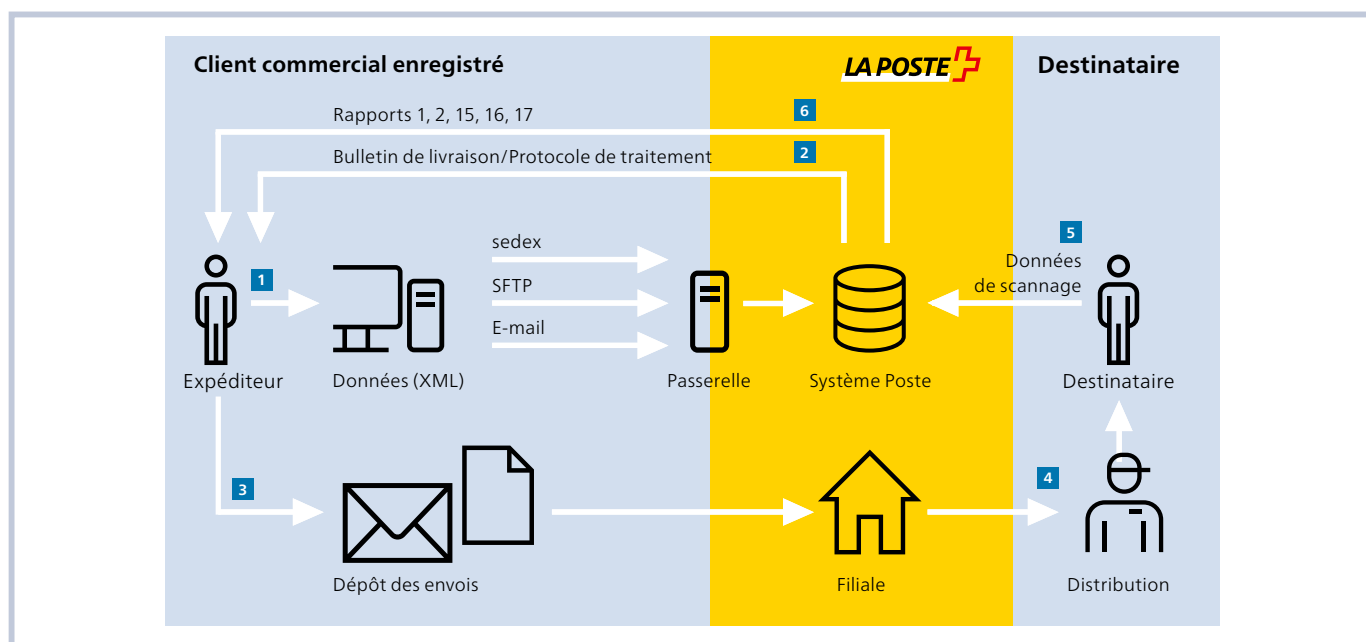 Client commercial enregistré
LA POSTE
Destinataire
Rapports 1, 2, 15, 16, 17
6
Bulletin de livraison/Protocole de traitement
2
5
sedex
Données
de scannage
1
SFTP
E-mail
Expéditeur
Données (XML)
Passerelle
Système Poste
Destinataire
3
4
Dépôt des envois
Filiale
Distribution